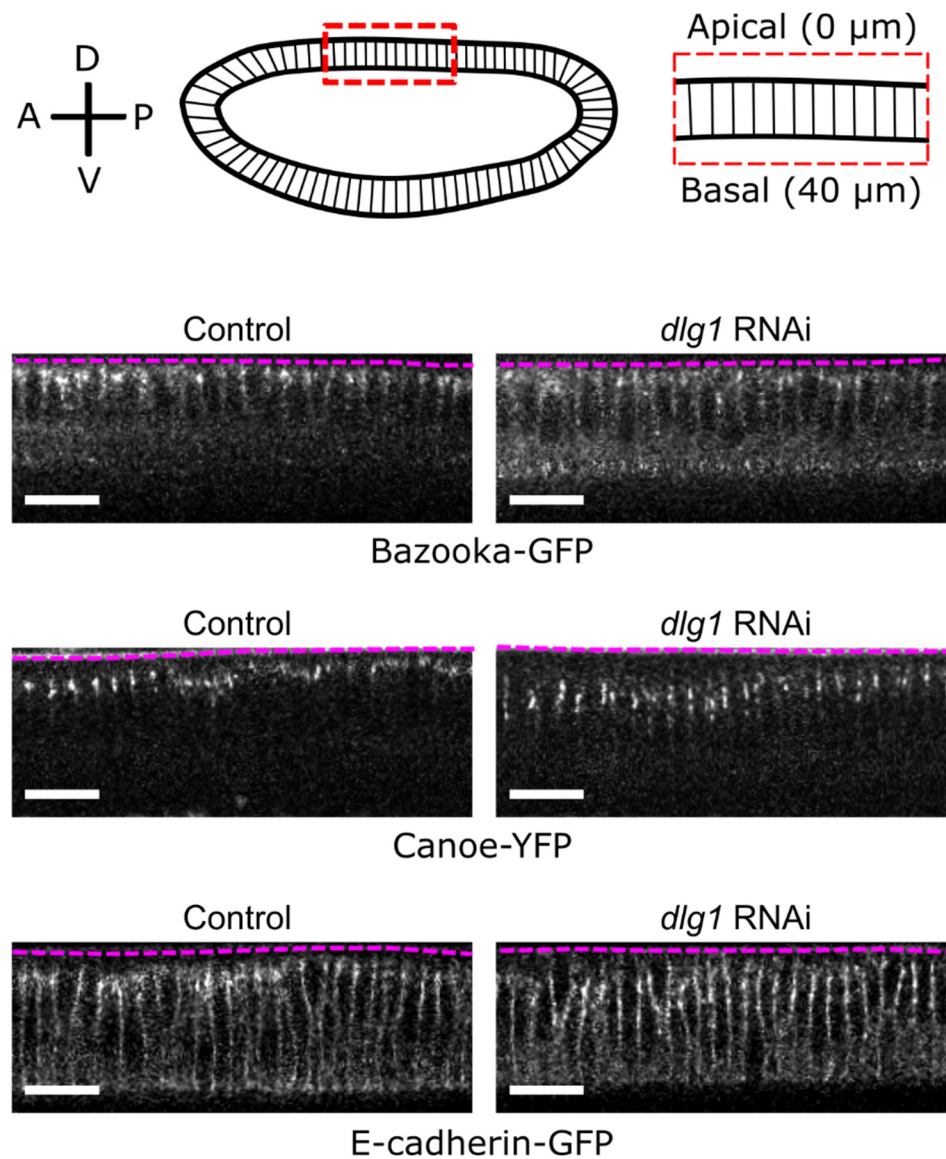 D
A P
V
Apical (0 µm)
Basal (40 µm)
Control dlg1 RNAi
Bazooka-GFP
Control dlg1 RNAi
Canoe-YFP
Control dlg1 RNAi
E-cadherin-GFP